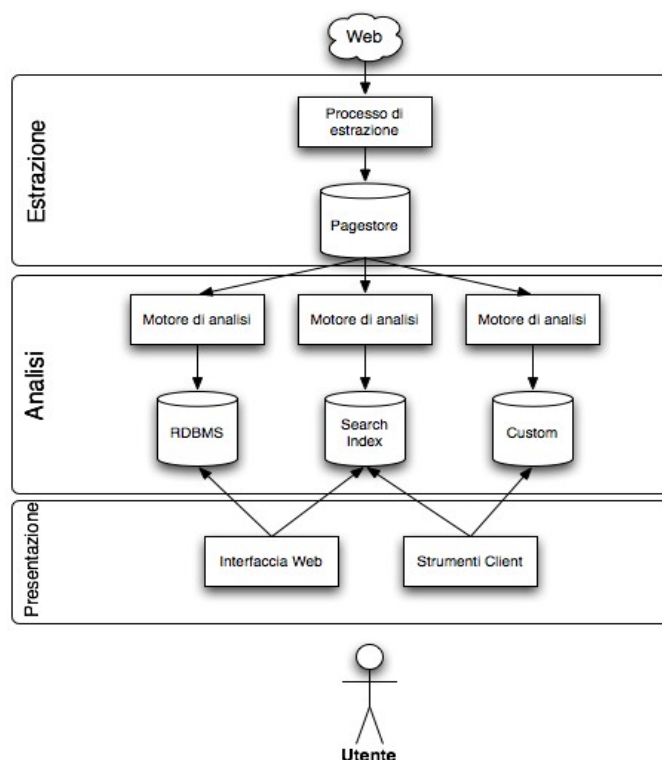 Web
Estrazione
Processo di
estrazione
Pagestore
Analisi
Motore di analisi
Motore di analisi
Motore di analisi
RDBMS
Search
Index
Custom
Presentazione
Interfaccia Web
Strumenti Client
Utente